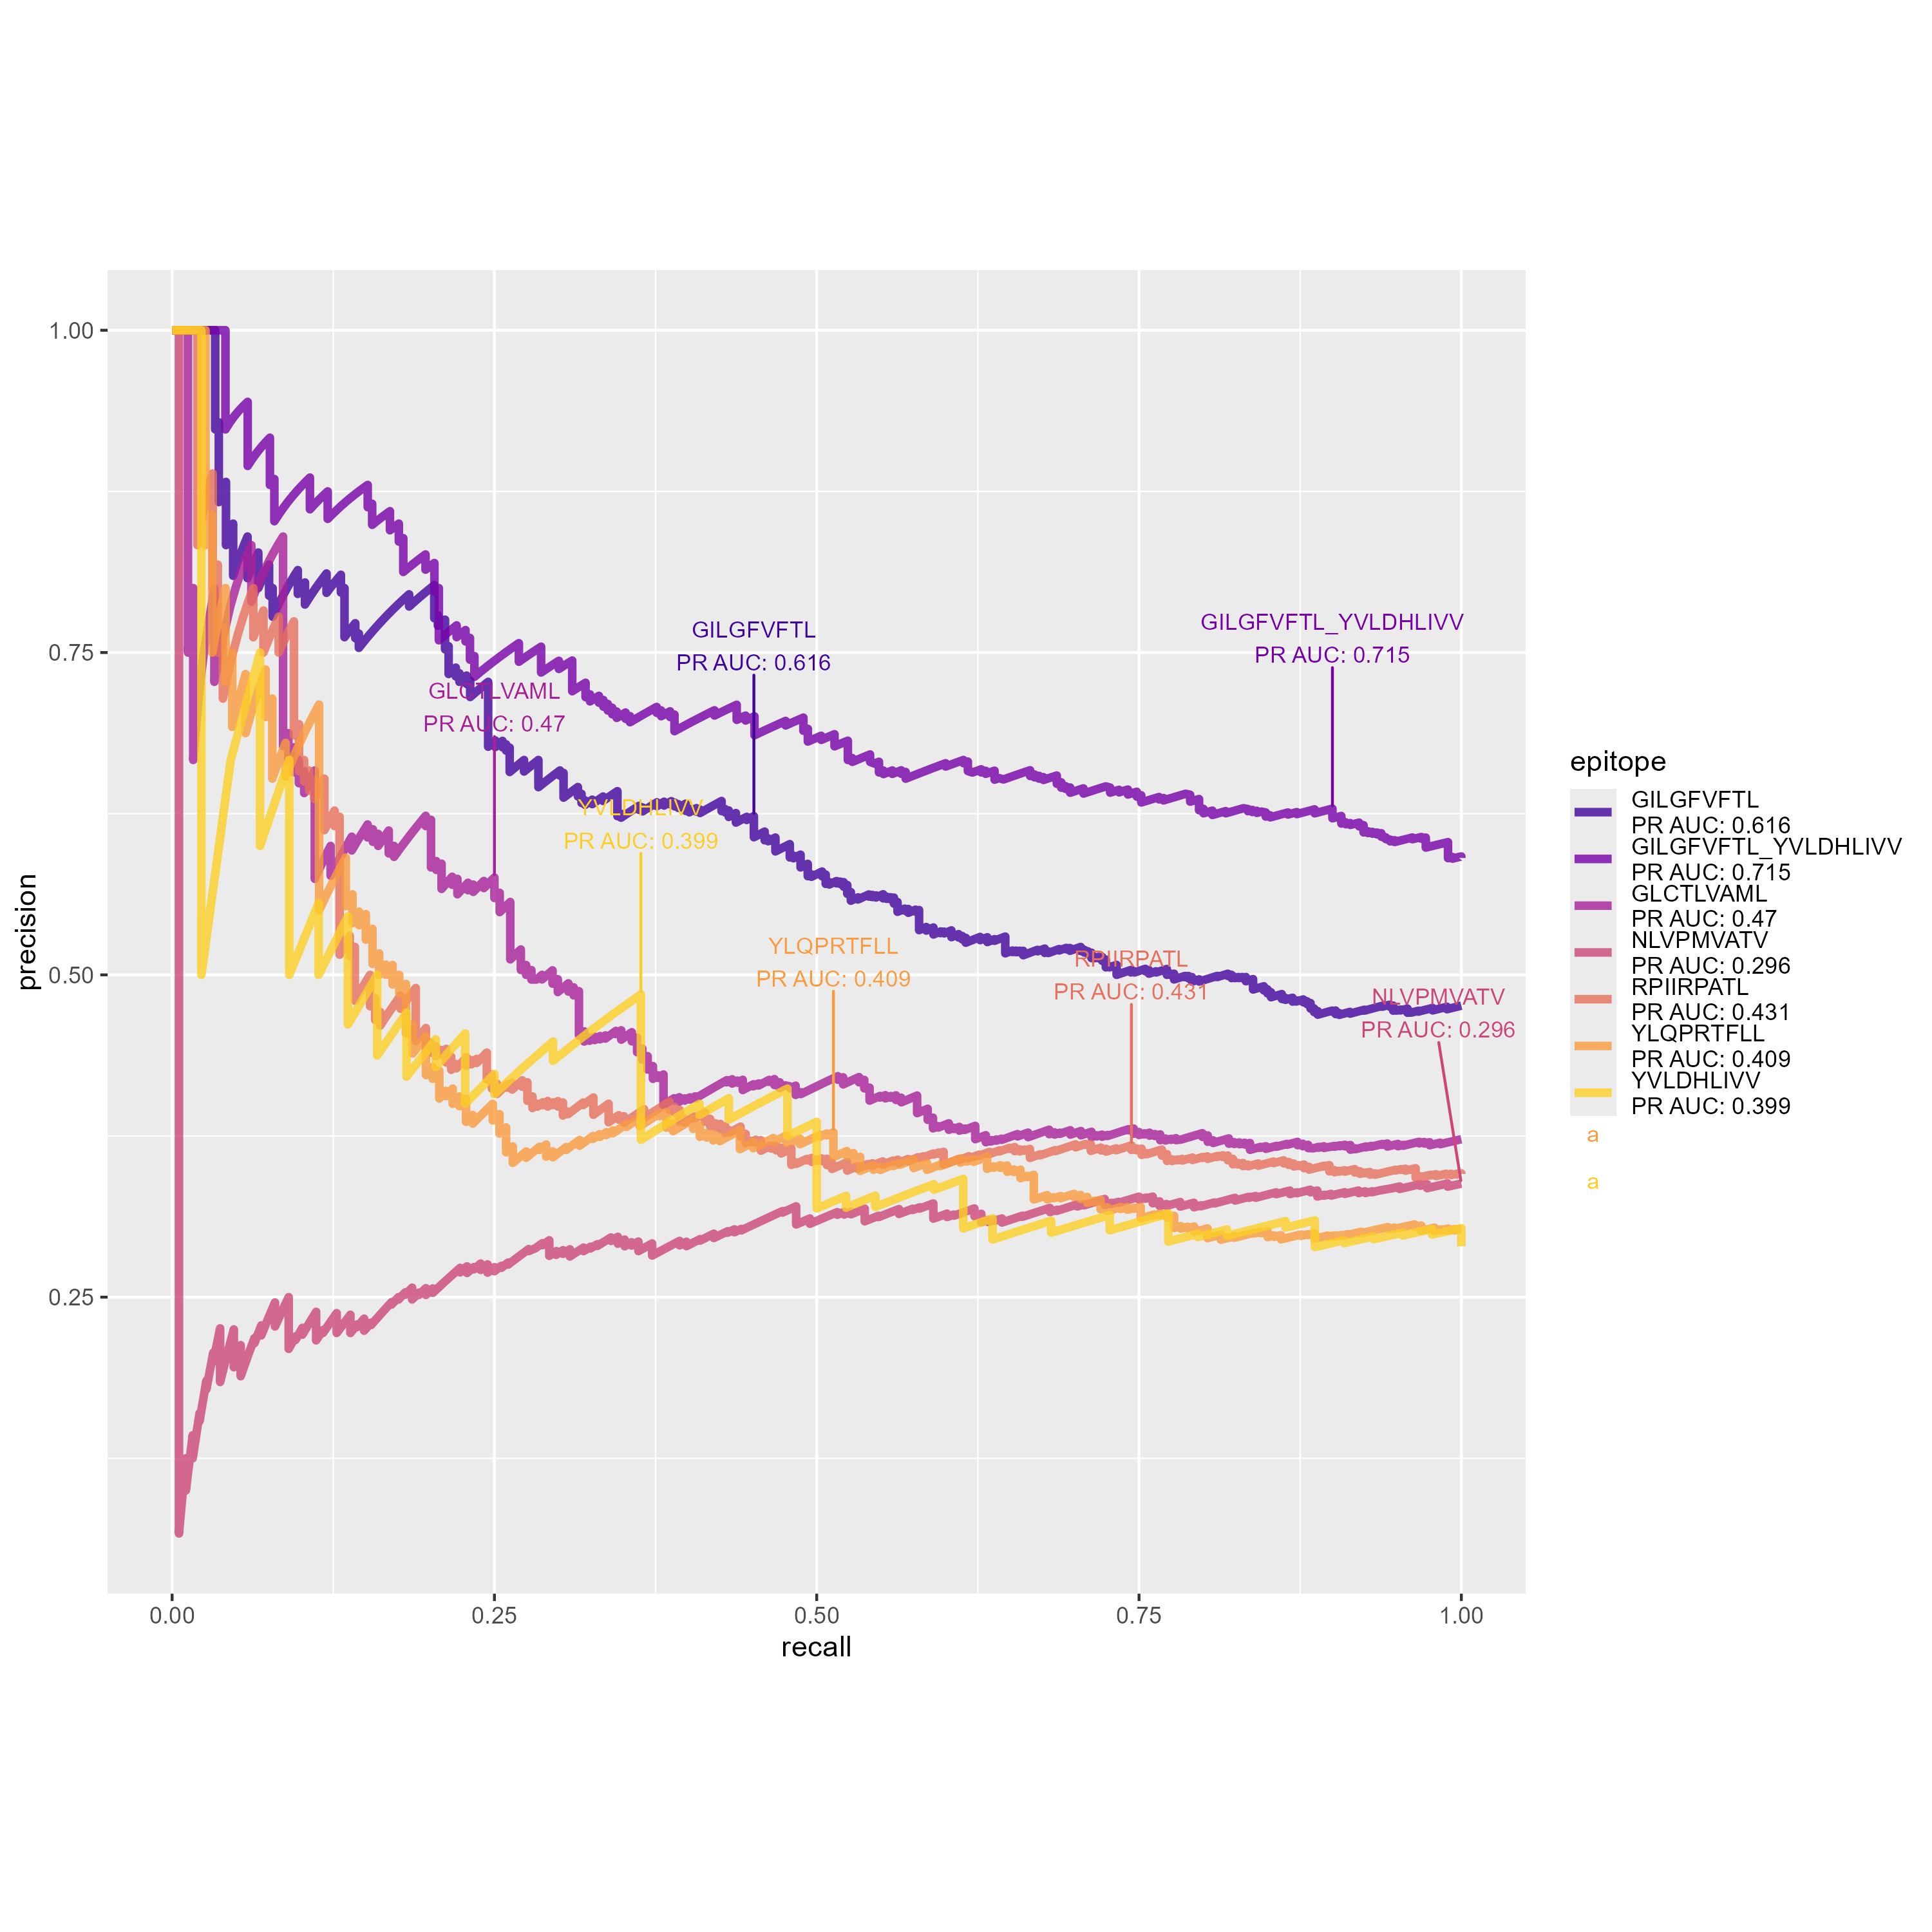 1.00
0.75
0.50
0.25
precision
0.00
0.25
0.50
0.75
1.00
recall
GILGFVFTL
PR AUC: 0.616
GILGFVFTL_YVLDHLIVV
PR AUC: 0.715
GLCTLVAML
PR AUC: 0.47
YVLDHLIVV
PR AUC: 0.399
YLQPRTFLL
PR AUC: 0.409
RPIIRPATL
PR AUC: 0.431
NLVPMVATV
PR AUC: 0.296
epitope
GILGFVFTL
PR AUC: 0.616
GILGFVFTL_YVLDHLIVV
PR AUC: 0.715
GLCTLVAML
PR AUC: 0.47
NLVPMVATV
PR AUC: 0.296
RPIIRPATL
PR AUC: 0.431
YLQPRTFLL
PR AUC: 0.409
YVLDHLIVV
PR AUC: 0.399
a
a